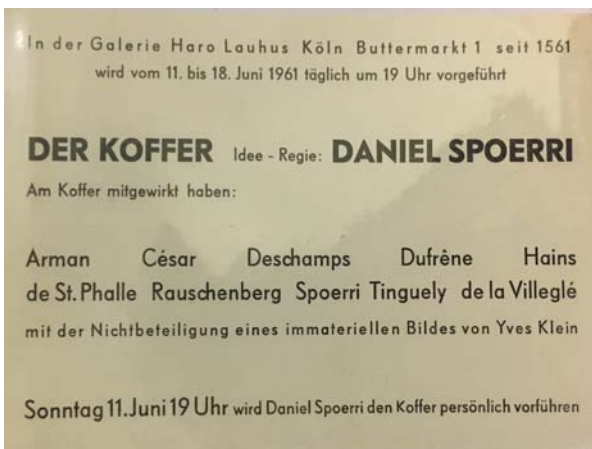 In der Galerie Haro Lauhus Köln Buttermarkt 1 seit 1561
wird vom 11. bis 18. Juni 1961 täglich um 19 Uhr vorgeführt
DER KOFFER Idee - Regie: DANIEL SPOERRI
Am Koffer mitgewirkt haben:
Arman César Deschamps Dufrêne Hains
de St. Phalle Rauschenberg Spoerri Tinguely de la Villeglé
mit der Nichtbeteiligung eines immateriellen Bildes von Yves Klein
Sonntag 11. Juni 19 Uhr wird Daniel Spoerri den Koffer persönlich vorführen